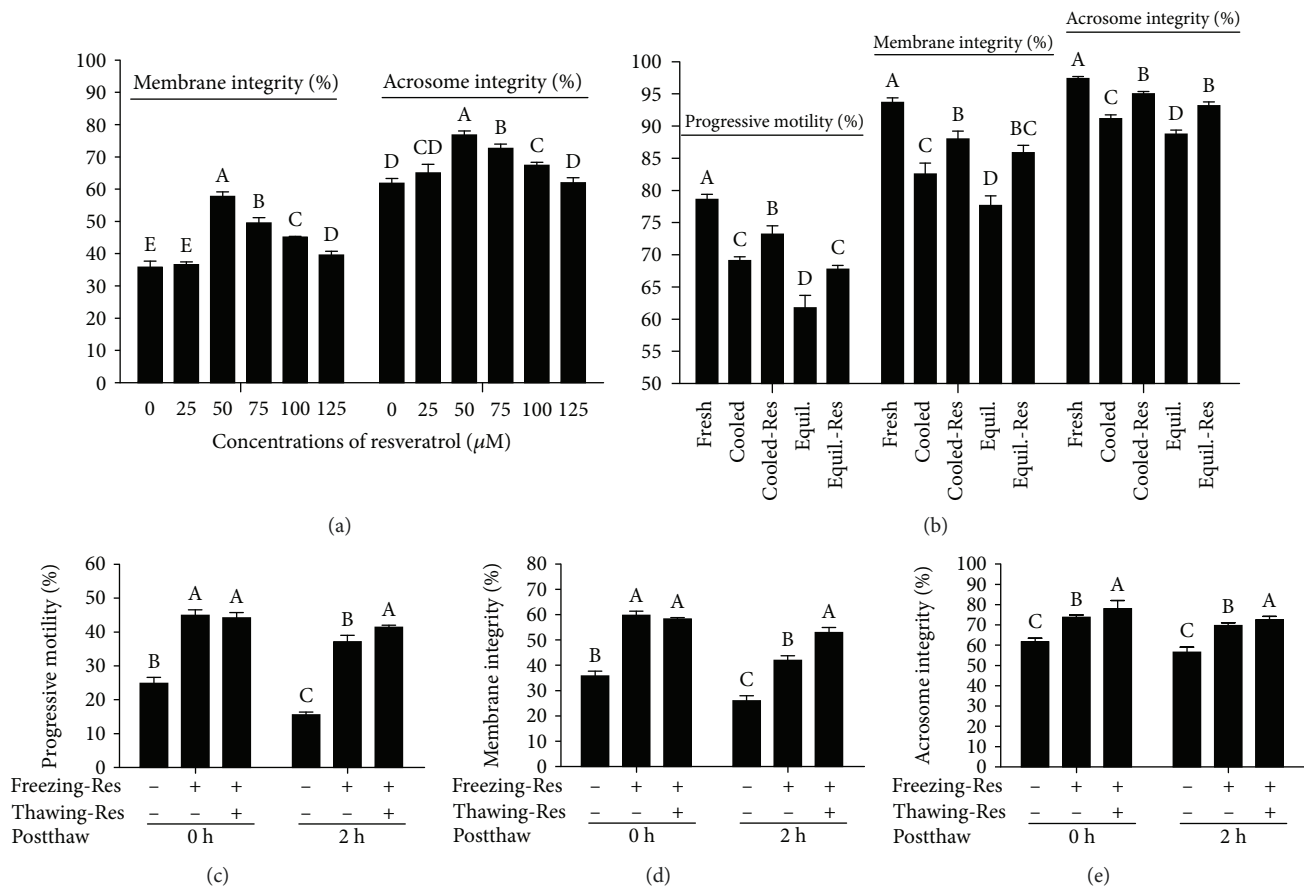 Membrane integrity (%)
Acrosome integrity (%)
100
90
80
70
60
50
40
30
20
10
0
E E A B C D
D CD A B C D
0 25 50 75 100 125
0 25 50 75 100 125
Concentrations of resveratrol (μM)
(a)
Progressive motility (%)
Membrane integrity (%)
Acrosome integrity (%)
100
95
90
85
80
75
70
65
60
55
50
A C B D C
A C B D BC
A C B D B
Fresh
Cooled
Cooled-Res
Equil.
Equil.-Res
Fresh
Cooled
Cooled-Res
Equil.
Equil.-Res
Fresh
Cooled
Cooled-Res
Equil.
Equil.-Res
(b)
Progressive motility (%)
60
50
40
30
20
10
0
B A A
C B A
Freezing-Res − + + − + +
Thawing-Res − − + − − +
Postthaw 0 h 2 h
(c)
Membrane integrity (%)
80
70
60
50
40
30
20
10
0
B A A
C B A
Freezing-Res − + + − + +
Thawing-Res − − + − − +
Postthaw 0 h 2 h
(d)
Acrosome integrity (%)
100
90
80
70
60
50
40
30
20
10
0
C B A
C B A
Freezing-Res − + + − + +
Thawing-Res − − + − − +
Postthaw 0 h 2 h
(e)